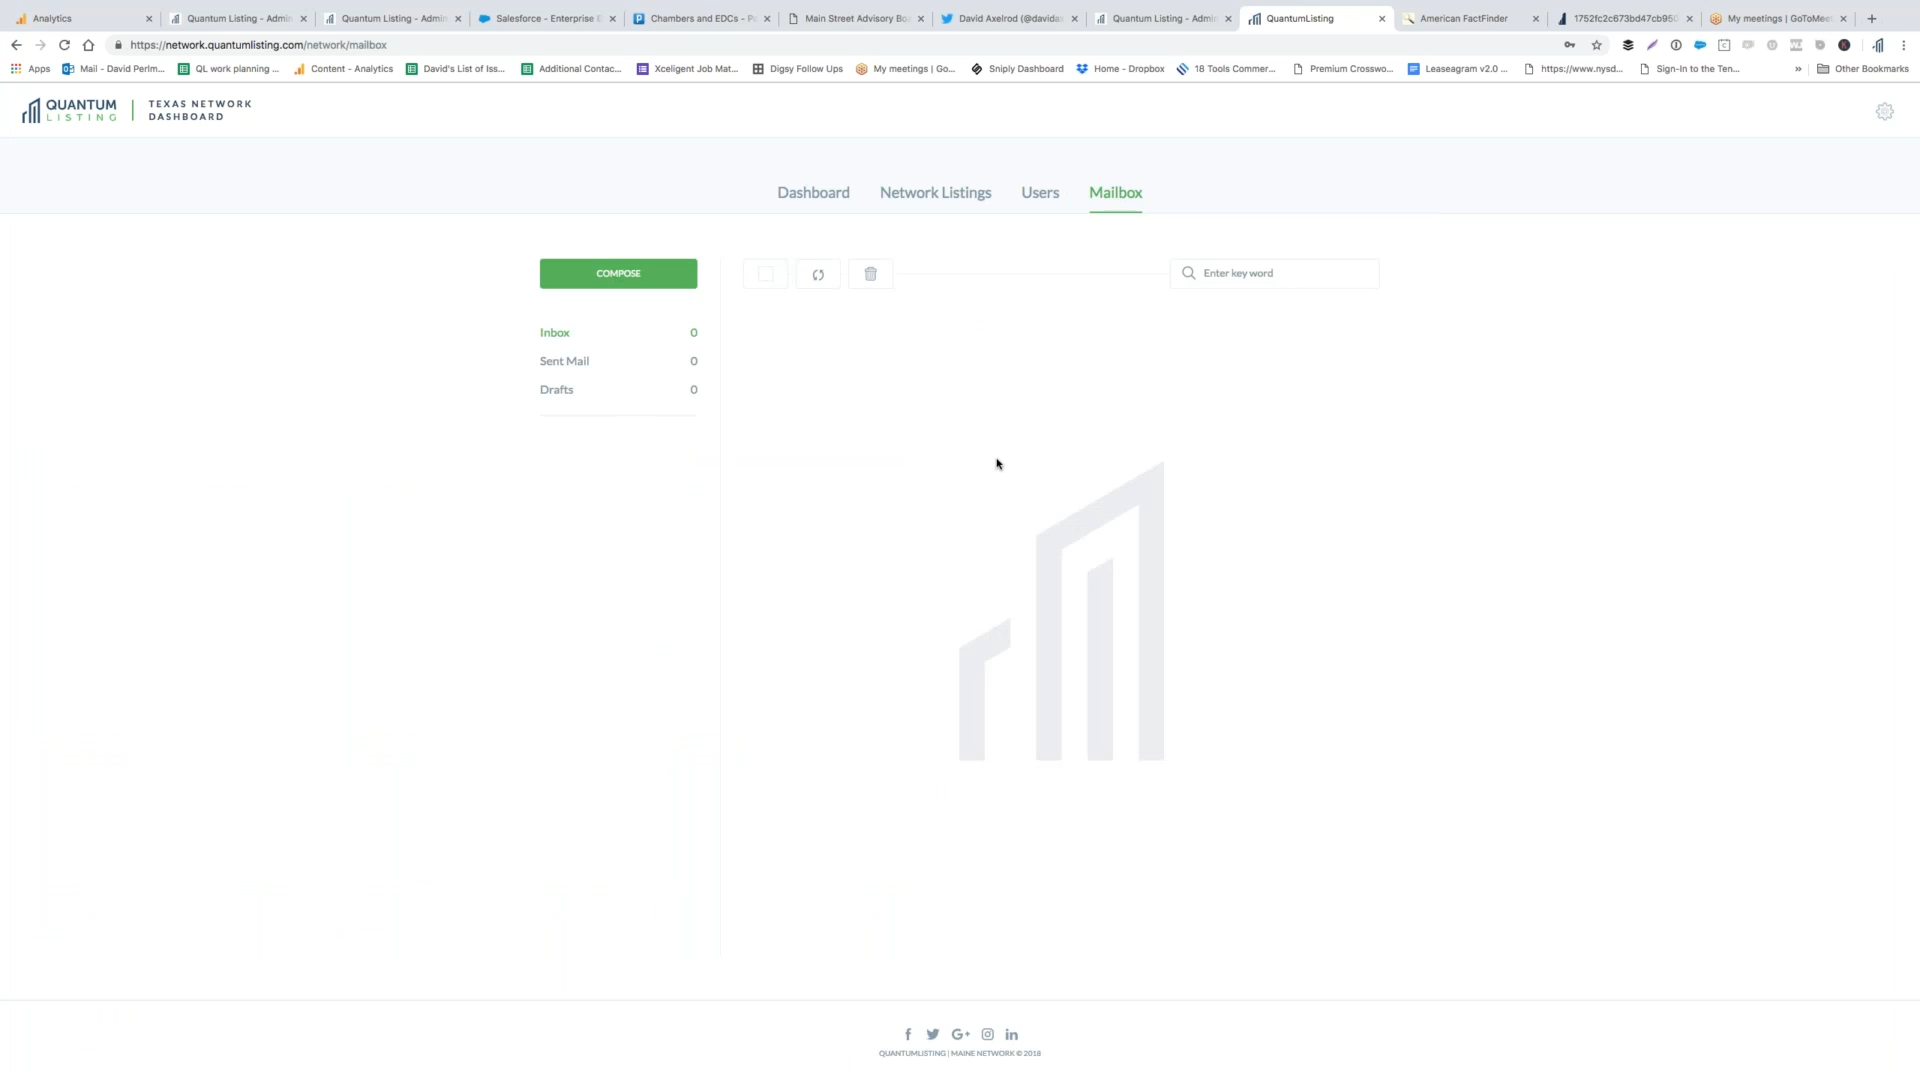 Analytics
Quantum Listing - Admin
Quantum Listing - Admin
Salesforce - Enterprise E
Chambers and EDCs - P
Main Street Advisory Bo
David Axelrod (@davidax
Quantum Listing - Admin
QuantumListing
American FactFinder
1752fc2c673bd47cb950
My meetings | GoToMeet
https://network.quantumlisting.com/network/mailbox
Apps
Mail - David Perlm...
QL work planning ...
Content - Analytics
David's List of Iss...
Additional Contac...
Xceligent Job Mat...
Digsy Follow Ups
My meetings | Go...
Sniply Dashboard
Home - Dropbox
18 Tools Commer...
Premium Crosswo...
Leaseagram v2.0 ...
https://www.nysd...
Sign-In to the Ten...
»
Other Bookmarks
QUANTUM
LISTING
TEXAS NETWORK
DASHBOARD
Dashboard
Network Listings
Users
Mailbox
COMPOSE
Enter key word
Inbox 0
Sent Mail 0
Drafts 0
QUANTUMLISTING | MAINE NETWORK © 2018